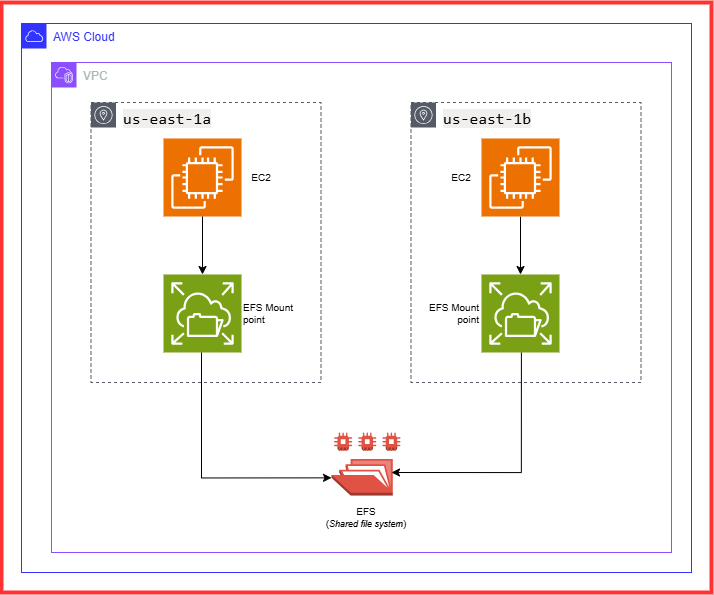 AWS Cloud
VPC
us-east-1a
us-east-1b
EC2
EC2
EFS Mount
point
EFS Mount
point
EFS
(Shared file system)